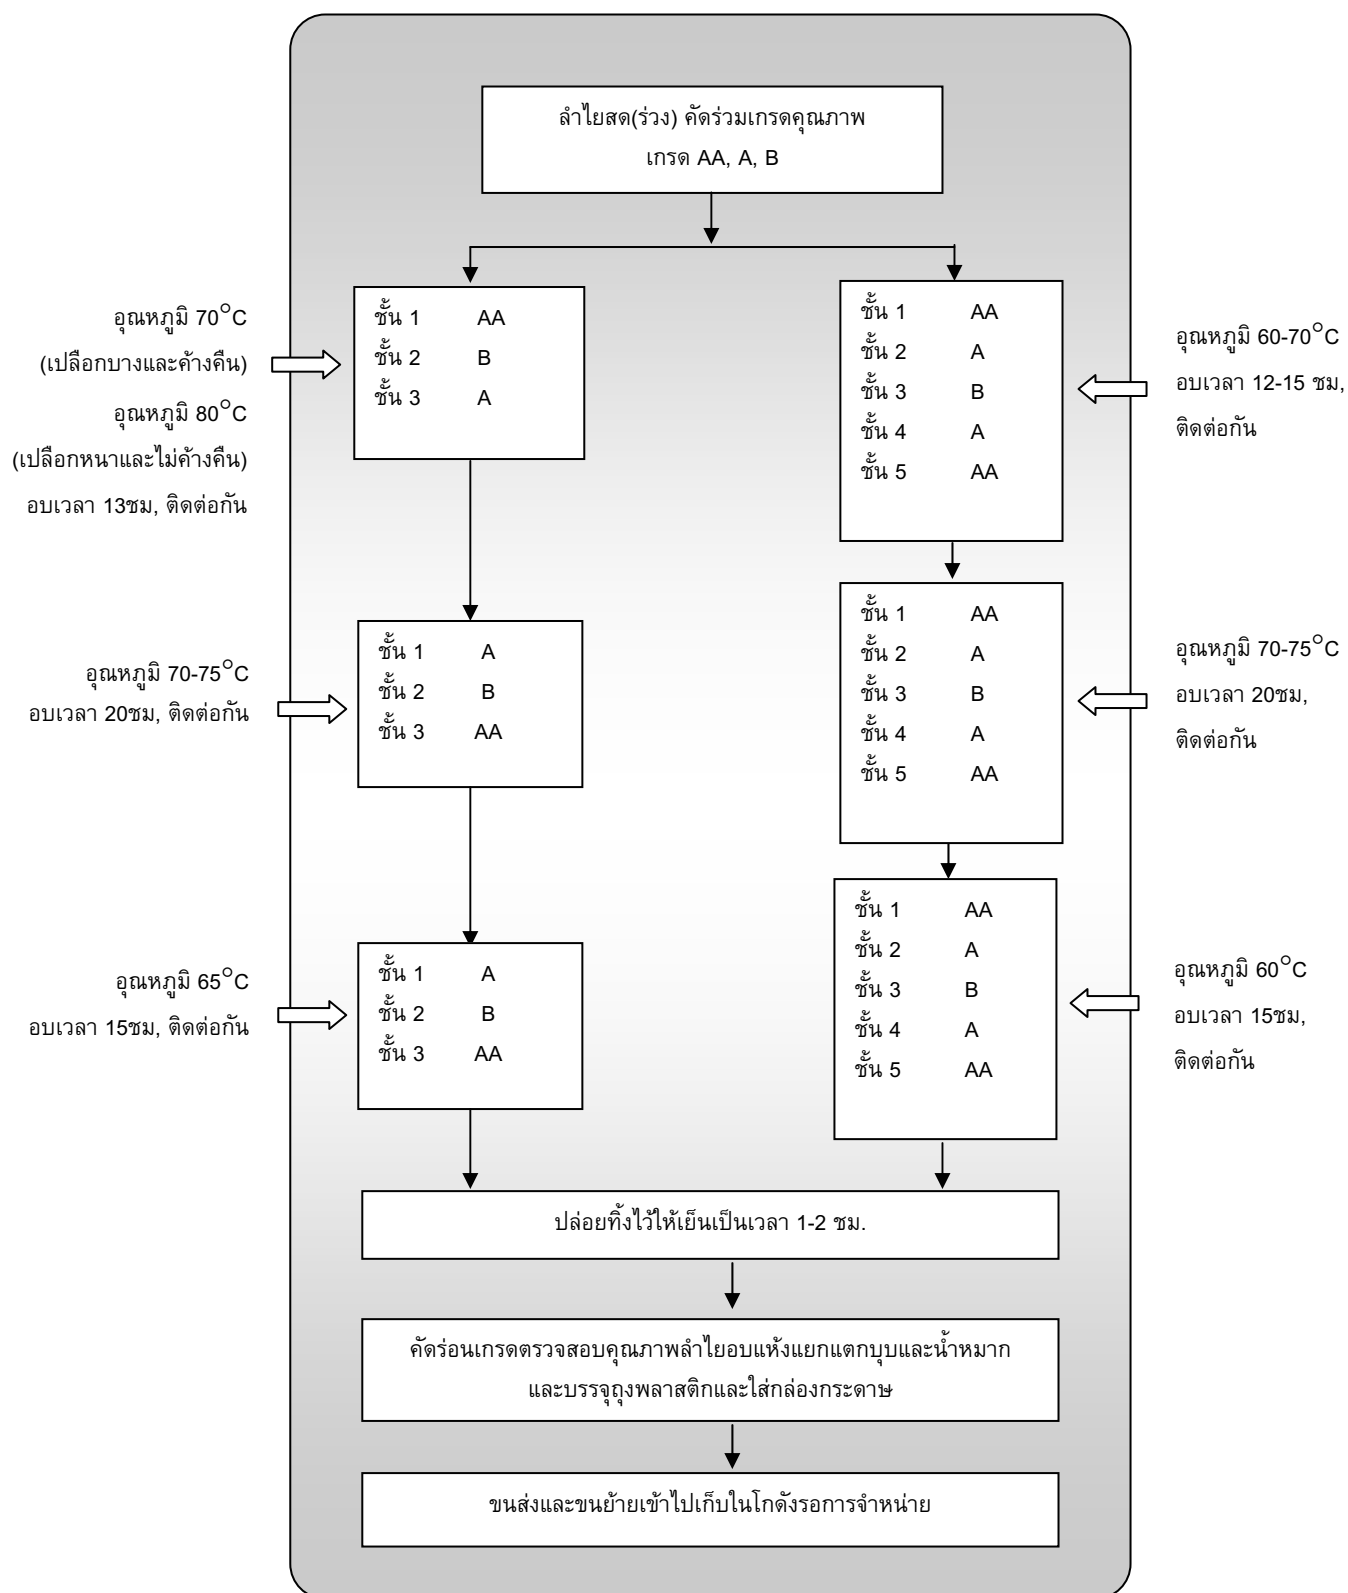 ลำไยสด(ร่วง) คัดร่วมเกรดคุณภาพ
เกรด AA, A, B
อุณหภูมิ 70°C
(เปลือกบางและค้างคืน)
อุณหภูมิ 80°C
(เปลือกหนาและไม่ค้างคืน)
อบเวลา 13ชม, ติดต่อกัน
ชั้น 1 AA
ชั้น 2 B
ชั้น 3 A
ชั้น 1 AA
ชั้น 2 A
ชั้น 3 B
ชั้น 4 A
ชั้น 5 AA
อุณหภูมิ 60-70°C
อบเวลา 12-15 ชม,
ติดต่อกัน
อุณหภูมิ 70-75°C
อบเวลา 20ชม, ติดต่อกัน
ชั้น 1 A
ชั้น 2 B
ชั้น 3 AA
ชั้น 1 AA
ชั้น 2 A
ชั้น 3 B
ชั้น 4 A
ชั้น 5 AA
อุณหภูมิ 70-75°C
อบเวลา 20ชม,
ติดต่อกัน
อุณหภูมิ 65°C
อบเวลา 15ชม, ติดต่อกัน
ชั้น 1 A
ชั้น 2 B
ชั้น 3 AA
ชั้น 1 AA
ชั้น 2 A
ชั้น 3 B
ชั้น 4 A
ชั้น 5 AA
อุณหภูมิ 60°C
อบเวลา 15ชม,
ติดต่อกัน
ปล่อยทิ้งไว้ให้เย็นเป็นเวลา 1-2 ชม.
คัดร่อนเกรดตรวจสอบคุณภาพลำไยอบแห้งแยกแตกบุบและน้ำหมาก
และบรรจุถุงพลาสติกและใส่กล่องกระดาษ
ขนส่งและขนย้ายเข้าไปเก็บในโกดังรอการจำหน่าย